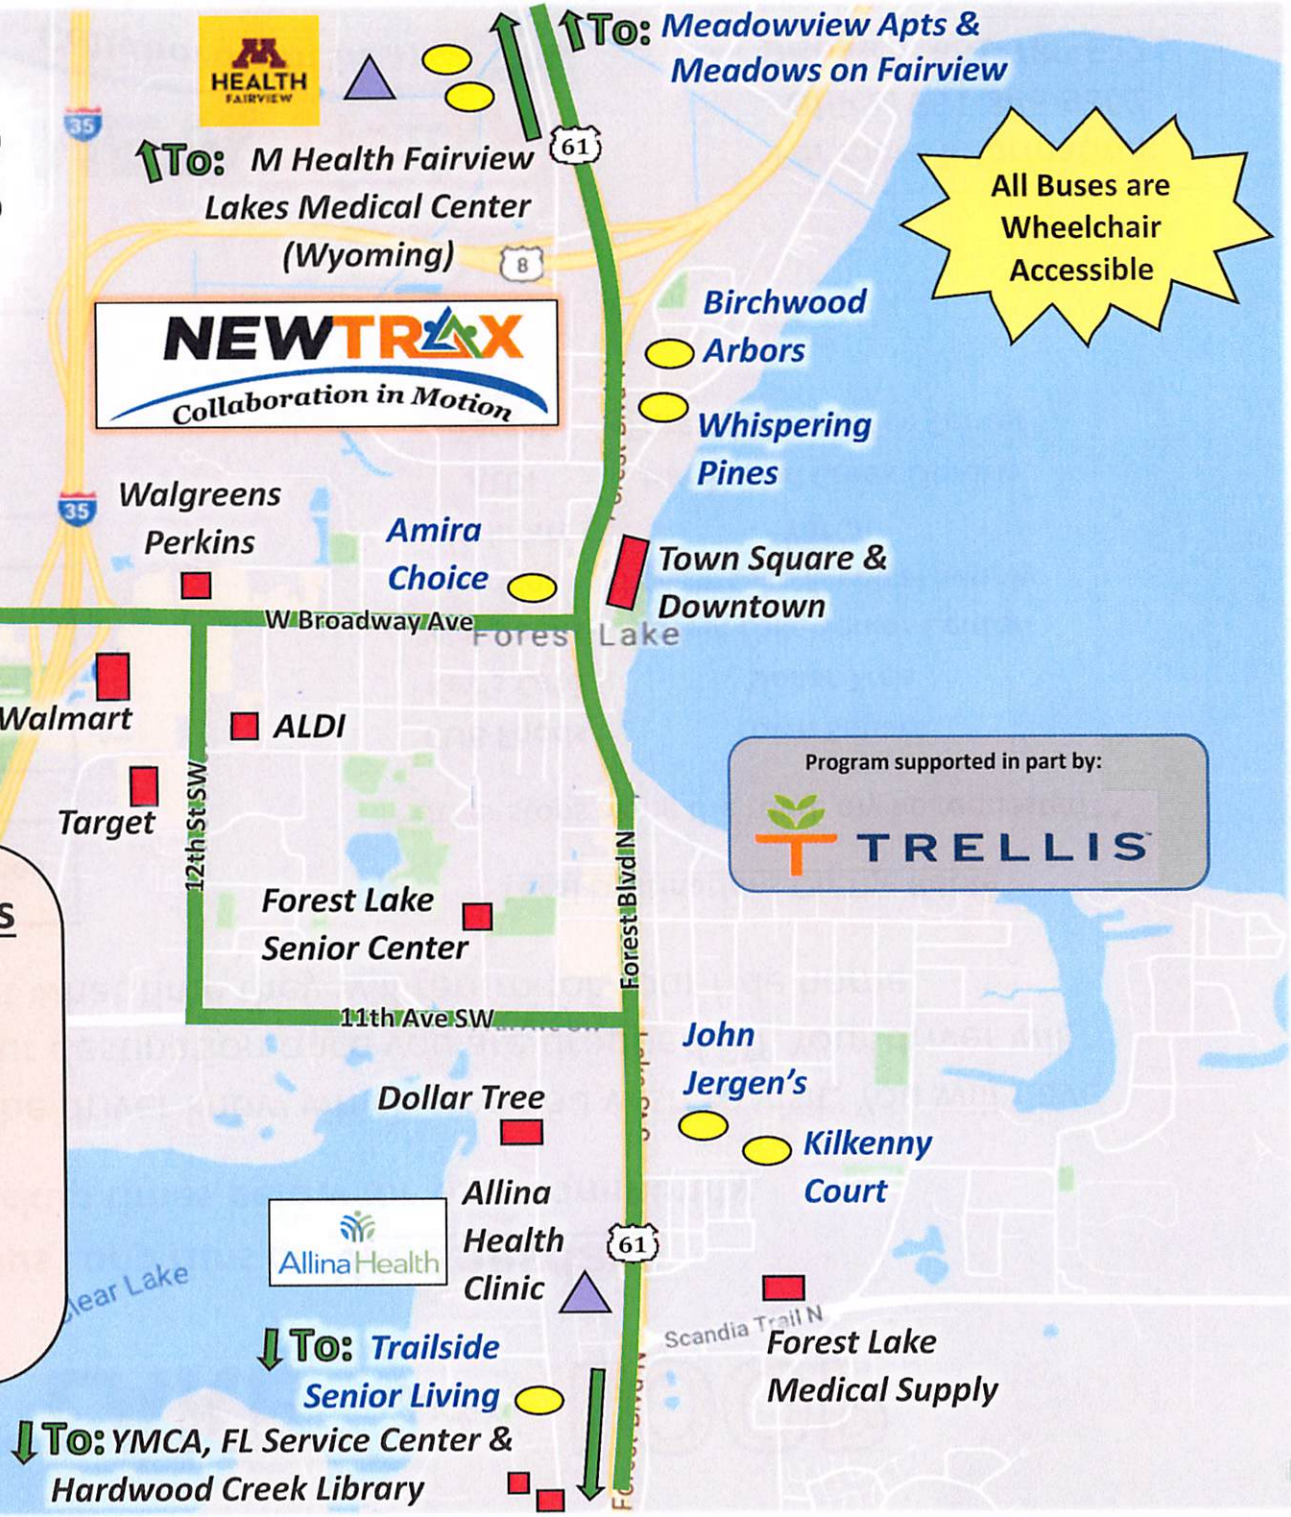 To: Meadowview Apts &
Meadows on Fairview
M
HEALTH
FAIRVIEW
35
61
To: M Health Fairview
Lakes Medical Center
(Wyoming)
8
All Buses are
Wheelchair
Accessible
NEWTRAX
Collaboration in Motion
Birchwood
Arbors
Whispering
Pines
35
Walgreens
Perkins
Amira
Choice
Town Square &
Downtown
W Broadway Ave
Fores Lake
Walmart
ALDI
Target
12th St SW
Program supported in part by:
TRELLIS™
S
Forest Lake
Senior Center
Forest Blvd N
11th Ave SW
John
Jergen's
Dollar Tree
Kilkenny
Court
Allina
Health
Clinic
AllinaHealth
61
lear Lake
Scandia Trail N
Forest Lake
Medical Supply
To: Trailside
Senior Living
To: YMCA, FL Service Center &
Hardwood Creek Library
Forest Blvd N